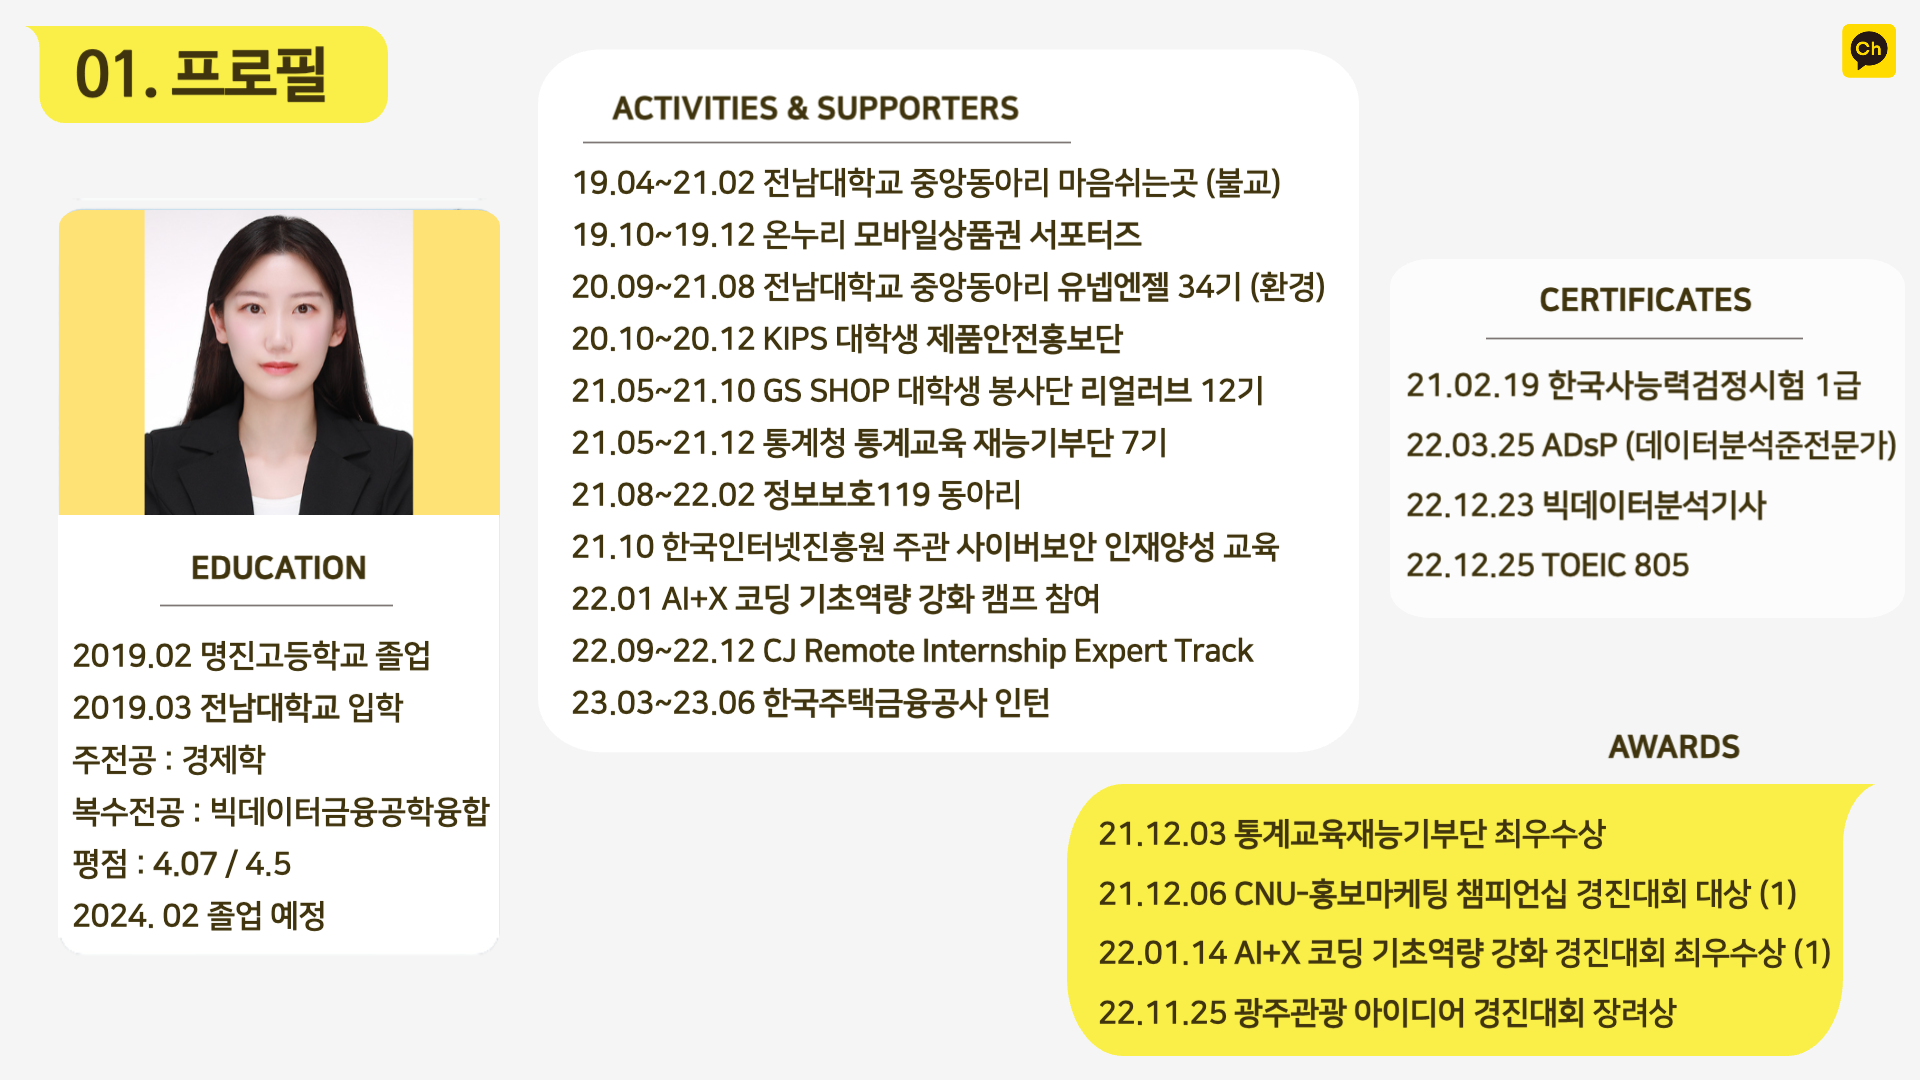 01. 프로필
Ch
EDUCATION
2019.02 명진고등학교 졸업
2019.03 전남대학교 입학
주전공 : 경제학
복수전공 : 빅데이터금융공학융합
평점 : 4.07 / 4.5
2024. 02 졸업 예정
ACTIVITIES & SUPPORTERS
19.04~21.02 전남대학교 중앙동아리 마음쉬는곳 (불교)
19.10~19.12 온누리 모바일상품권 서포터즈
20.09~21.08 전남대학교 중앙동아리 유넵엔젤 34기 (환경)
20.10~20.12 KIPS 대학생 제품안전홍보단
21.05~21.10 GS SHOP 대학생 봉사단 리얼러브 12기
21.05~21.12 통계청 통계교육 재능기부단 7기
21.08~22.02 정보보호119 동아리
21.10 한국인터넷진흥원 주관 사이버보안 인재양성 교육
22.01 AI+X 코딩 기초역량 강화 캠프 참여
22.09~22.12 CJ Remote Internship Expert Track
23.03~23.06 한국주택금융공사 인턴
CERTIFICATES
21.02.19 한국사능력검정시험 1급
22.03.25 ADsP (데이터분석준전문가)
22.12.23 빅데이터분석기사
22.12.25 TOEIC 805
AWARDS
21.12.03 통계교육재능기부단 최우수상
21.12.06 CNU-홍보마케팅 챔피언십 경진대회 대상 (1)
22.01.14 AI+X 코딩 기초역량 강화 경진대회 최우수상 (1)
22.11.25 광주관광 아이디어 경진대회 장려상